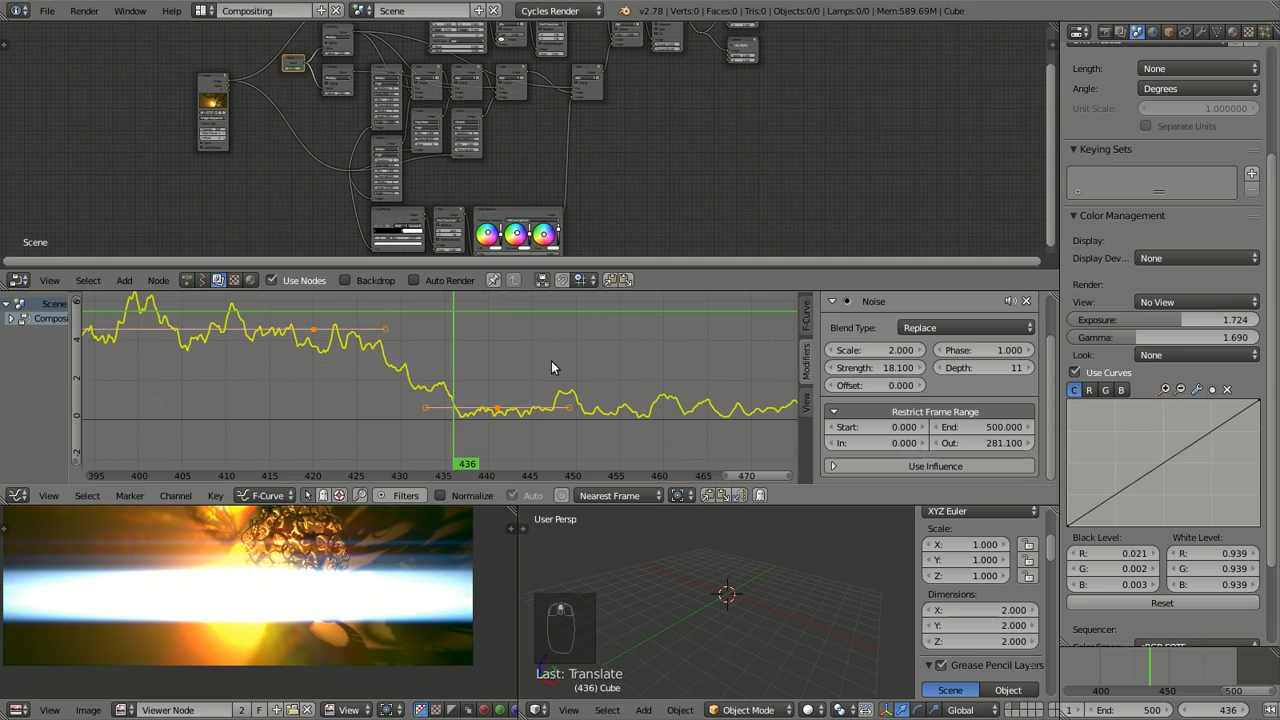 File Render Window Help Compositing Scene Cycles Render v2.78 | Verts:0 | Faces:0 | Tris:0 | Objects:0/0 | Lamps:0/0 | Mem:589.69M | Cube
Length: None
Angle: Degrees
Unit Scale: 1.000000
Separate Units
Keying Sets
Color Management
Display:
Display Dev... None
Render:
View: No View
Exposure: 1.724
Gamma: 1.690
Look: None
Use Curves
C R G B
Black Level: White Level:
R: 0.021 R: 0.939
G: 0.002 G: 0.939
B: 0.003 B: 0.939
Reset
Sequencer:
400 450 500
1 End: 500 436
Scene
View Select Add Node Use Nodes Backdrop Auto Render
Scene
Composi
6
4
2
0
-2
395 400 405 410 415 420 425 430 435 440 445 450 455 460 465 470
436
F-Curve
Modifiers
View
Noise
Blend Type: Replace
Scale: 2.000 Phase: 1.000
Strength: 18.100 Depth: 11
Offset: 0.000
Restrict Frame Range
Start: 0.000 End: 500.000
In: 0.000 Out: 281.100
Use Influence
View Select Marker Channel Key F-Curve Filters Normalize Auto Nearest Frame
User Persp
Last: Translate
(436) Cube
XYZ Euler
Scale:
X: 1.000
Y: 1.000
Z: 1.000
Dimensions:
X: 2.000
Y: 2.000
Z: 2.000
Grease Pencil Layers
Scene Object
View Image Viewer Node 2 F View
View Select Add Object Object Mode Global